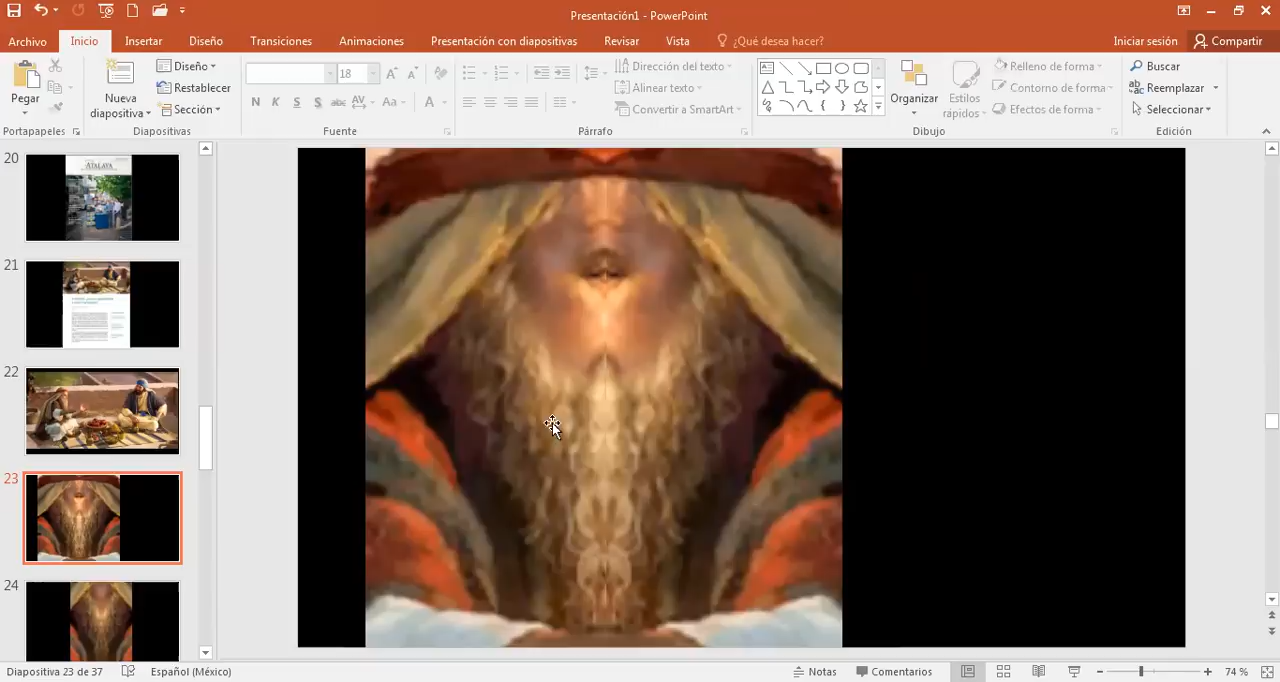 Presentación1 - PowerPoint
Archivo Inicio Insertar Diseño Transiciones Animaciones Presentación con diapositivas Revisar Vista ¿Qué desea hacer? Iniciar sesión Compartir
Pegar
Portapapeles
Nueva diapositiva
Diseño
Restablecer
Sección
Diapositivas
18
N K S S abc AV Aa A
Fuente
Dirección del texto
Alinear texto
Convertir a SmartArt
Párrafo
Organizar
Estilos rápidos
Relleno de forma
Contorno de forma
Efectos de forma
Dibujo
Buscar
Reemplazar
Seleccionar
Edición
20
ATALAYA
21
22
23
24
Diapositiva 23 de 37 Español (México) Notas Comentarios 74 %